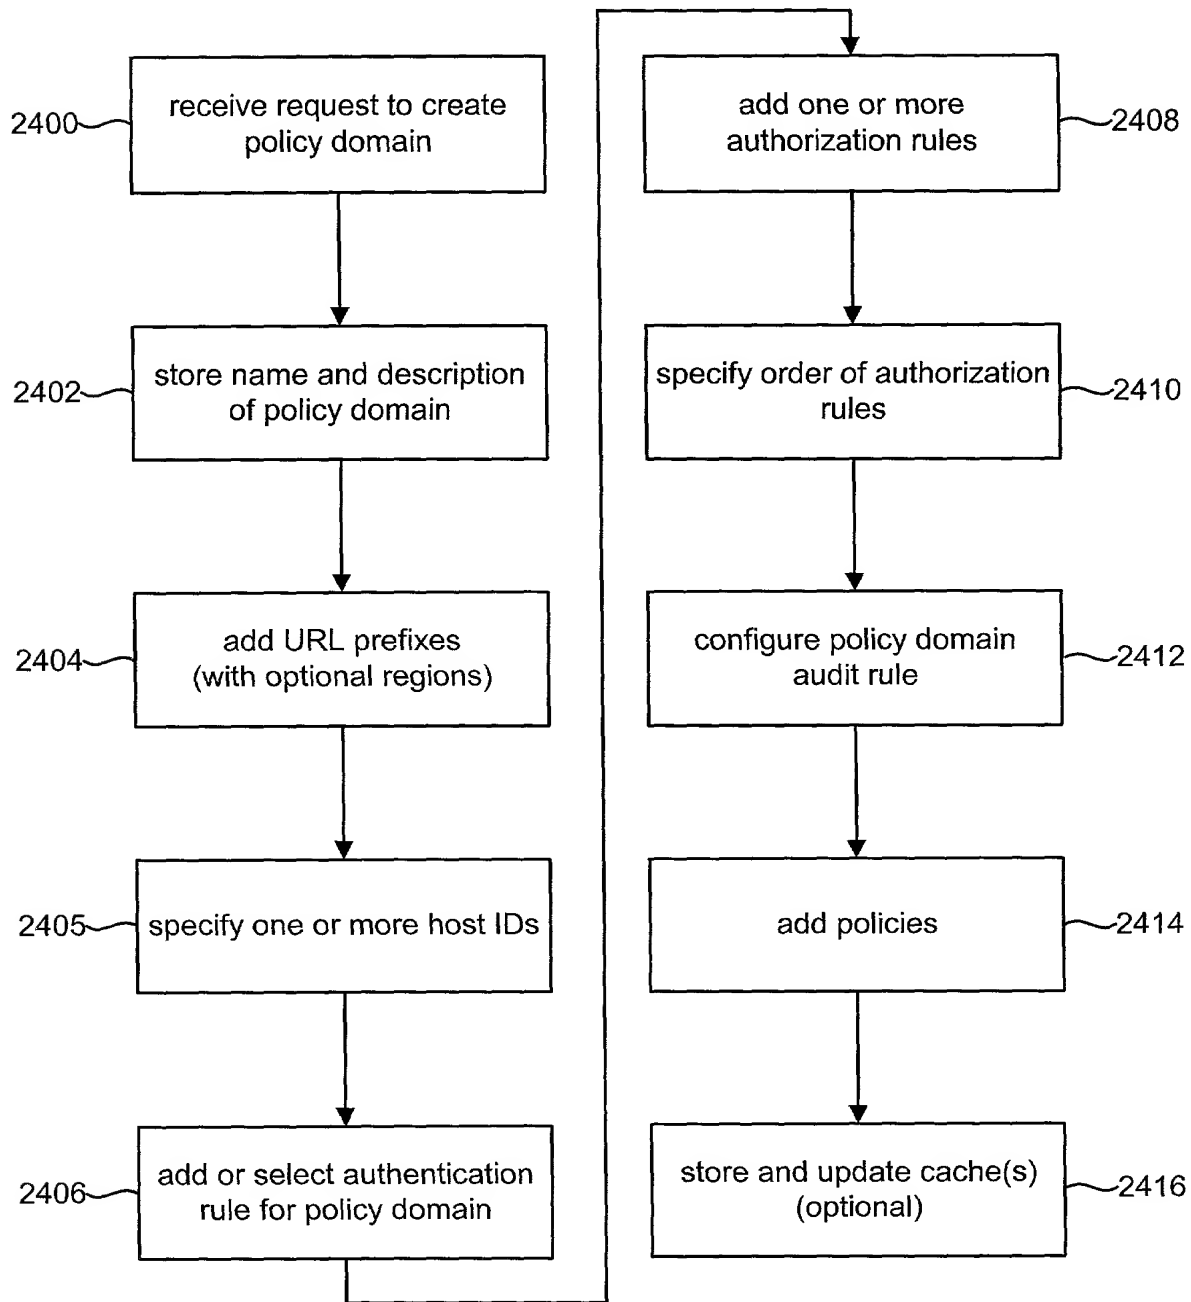 2400
receive request to create
policy domain
2402
store name and description
of policy domain
2404
add URL prefixes
(with optional regions)
2405
specify one or more host IDs
2406
add or select authentication
rule for policy domain
add one or more
authorization rules
2408
specify order of authorization
rules
2410
configure policy domain
audit rule
2412
add policies
2414
store and update cache(s)
(optional)
2416